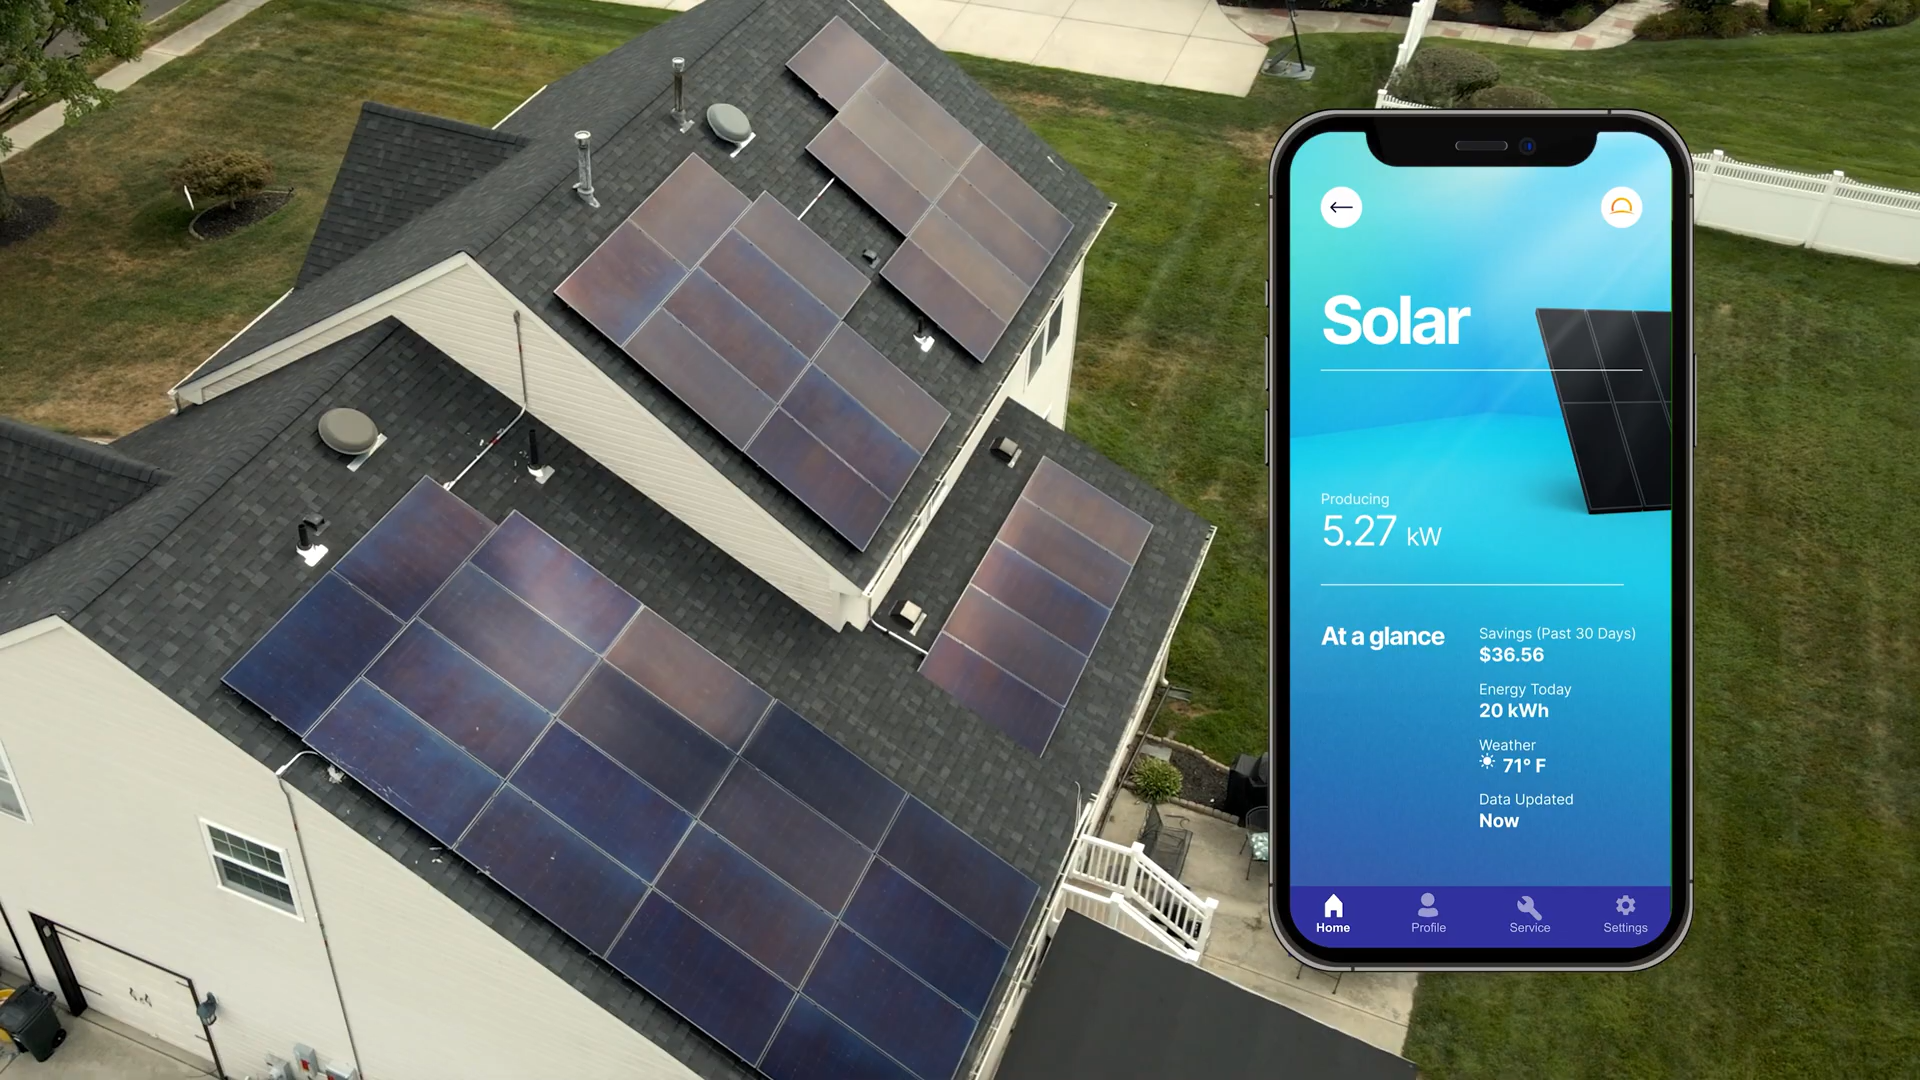 Solar
Producing
5.27 kW
At a glance
Savings (Past 30 Days)
$36.56
Energy Today
20 kWh
Weather
71° F
Data Updated
Now
Home
Profile
Service
Settings